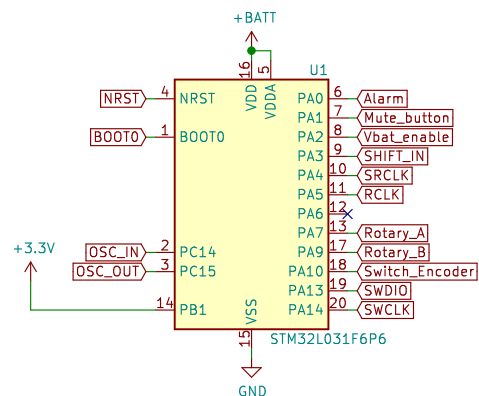 +BATT
16
5
U1
VDD
VDDA
NRST 4 NRST
PA0 6 Alarm
PA1 7 Mute_button
BOOT0 1 BOOT0
PA2 8 Vbat_enable
PA3 9 SHIFT_IN
PA4 10 SRCLK
PA5 11 RCLK
PA6 12
PA7 13 Rotary_A
+3.3V
OSC_IN 2 PC14
PA9 17 Rotary_B
OSC_OUT 3 PC15
PA10 18 Switch_Encoder
PA13 19 SWDIO
14 PB1
PA14 20 SWCLK
VSS
15
STM32L031F6P6
GND